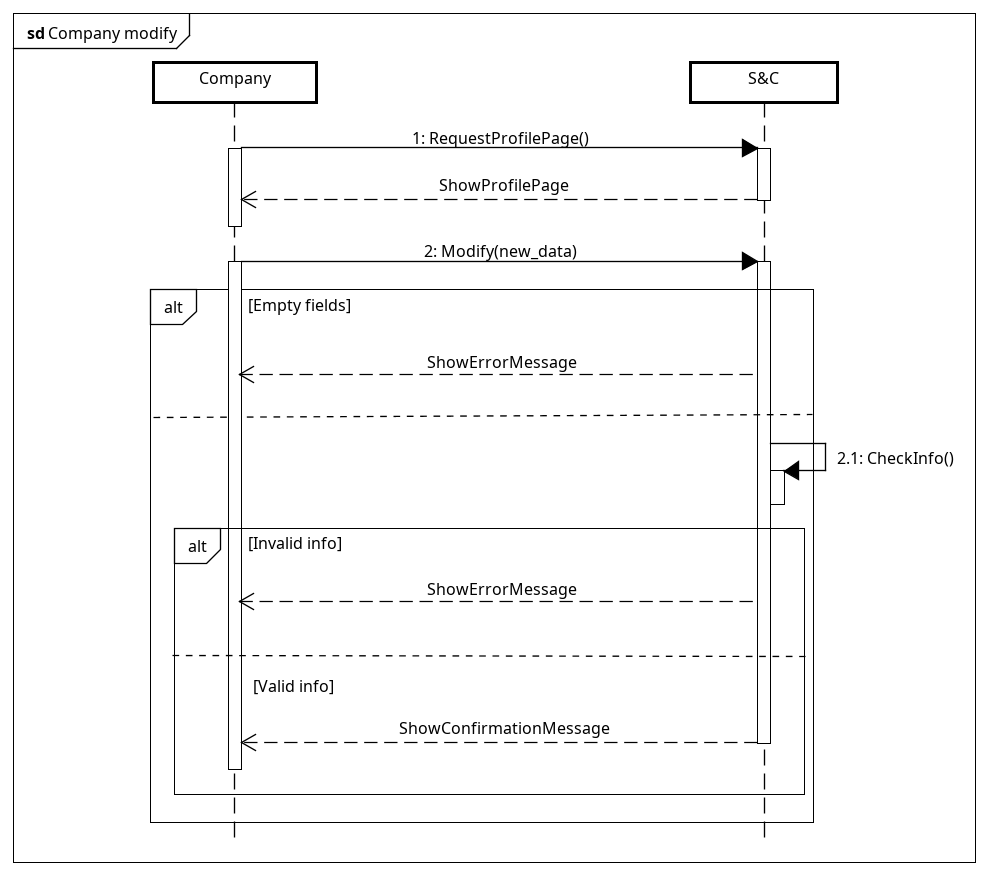 sd Company modify
Company
S&C
1: RequestProfilePage()
ShowProfilePage
2: Modify(new_data)
alt
[Empty fields]
ShowErrorMessage
2.1: CheckInfo()
alt
[Invalid info]
ShowErrorMessage
[Valid info]
ShowConfirmationMessage